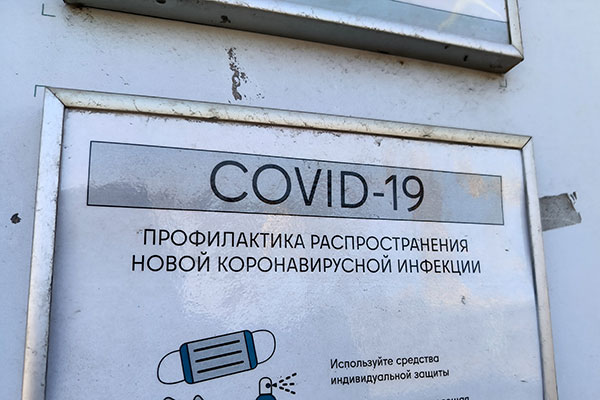 COVID-19
ПРОФИЛАКТИКА РАСПРОСТРАНЕНИЯ
НОВОЙ КОРОНАВИРУСНОЙ ИНФЕКЦИИ
Используйте средства
индивидуальной защиты